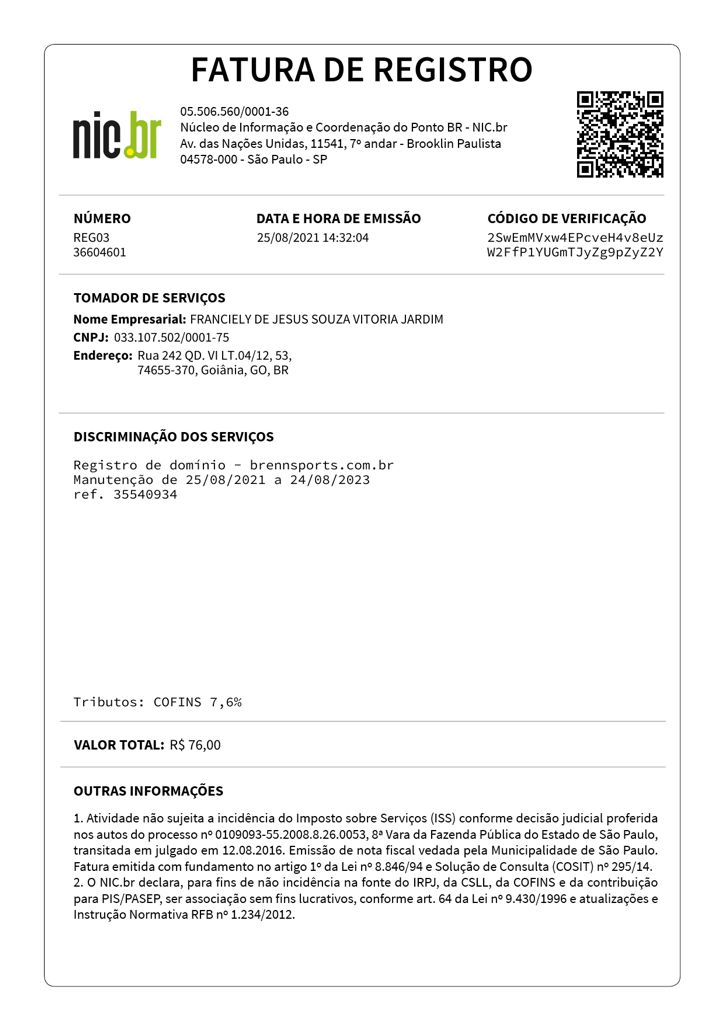 FATURA DE REGISTRO
nic.br
05.506.560/0001-36
Núcleo de Informação e Coordenação do Ponto BR - NIC.br
Av. das Nações Unidas, 11541, 7º andar - Brooklin Paulista
04578-000 - São Paulo - SP
NÚMERO
REG03
36604601
DATA E HORA DE EMISSÃO
25/08/2021 14:32:04
CÓDIGO DE VERIFICAÇÃO
2SwEmMVxw4EPcveH4v8eUz
W2FfP1YUGmTJyZg9pZyZ2Y
TOMADOR DE SERVIÇOS
Nome Empresarial: FRANCIELY DE JESUS SOUZA VITORIA JARDIM
CNPJ: 033.107.502/0001-75
Endereço: Rua 242 QD. VI LT.04/12, 53,
74655-370, Goiânia, GO, BR
DISCRIMINAÇÃO DOS SERVIÇOS
Registro de domínio - brennsports.com.br
Manutenção de 25/08/2021 a 24/08/2023
ref. 35540934
Tributos: COFINS 7,6%
VALOR TOTAL: R$ 76,00
OUTRAS INFORMAÇÕES
1. Atividade não sujeita a incidência do Imposto sobre Serviços (ISS) conforme decisão judicial proferida
nos autos do processo nº 0109093-55.2008.8.26.0053, 8ª Vara da Fazenda Pública do Estado de São Paulo,
transitada em julgado em 12.08.2016. Emissão de nota fiscal vedada pela Municipalidade de São Paulo.
Fatura emitida com fundamento no artigo 1º da Lei nº 8.846/94 e Solução de Consulta (COSIT) nº 295/14.
2. O NIC.br declara, para fins de não incidência na fonte do IRPJ, da CSLL, da COFINS e da contribuição
para PIS/PASEP, ser associação sem fins lucrativos, conforme art. 64 da Lei nº 9.430/1996 e atualizações e
Instrução Normativa RFB nº 1.234/2012.